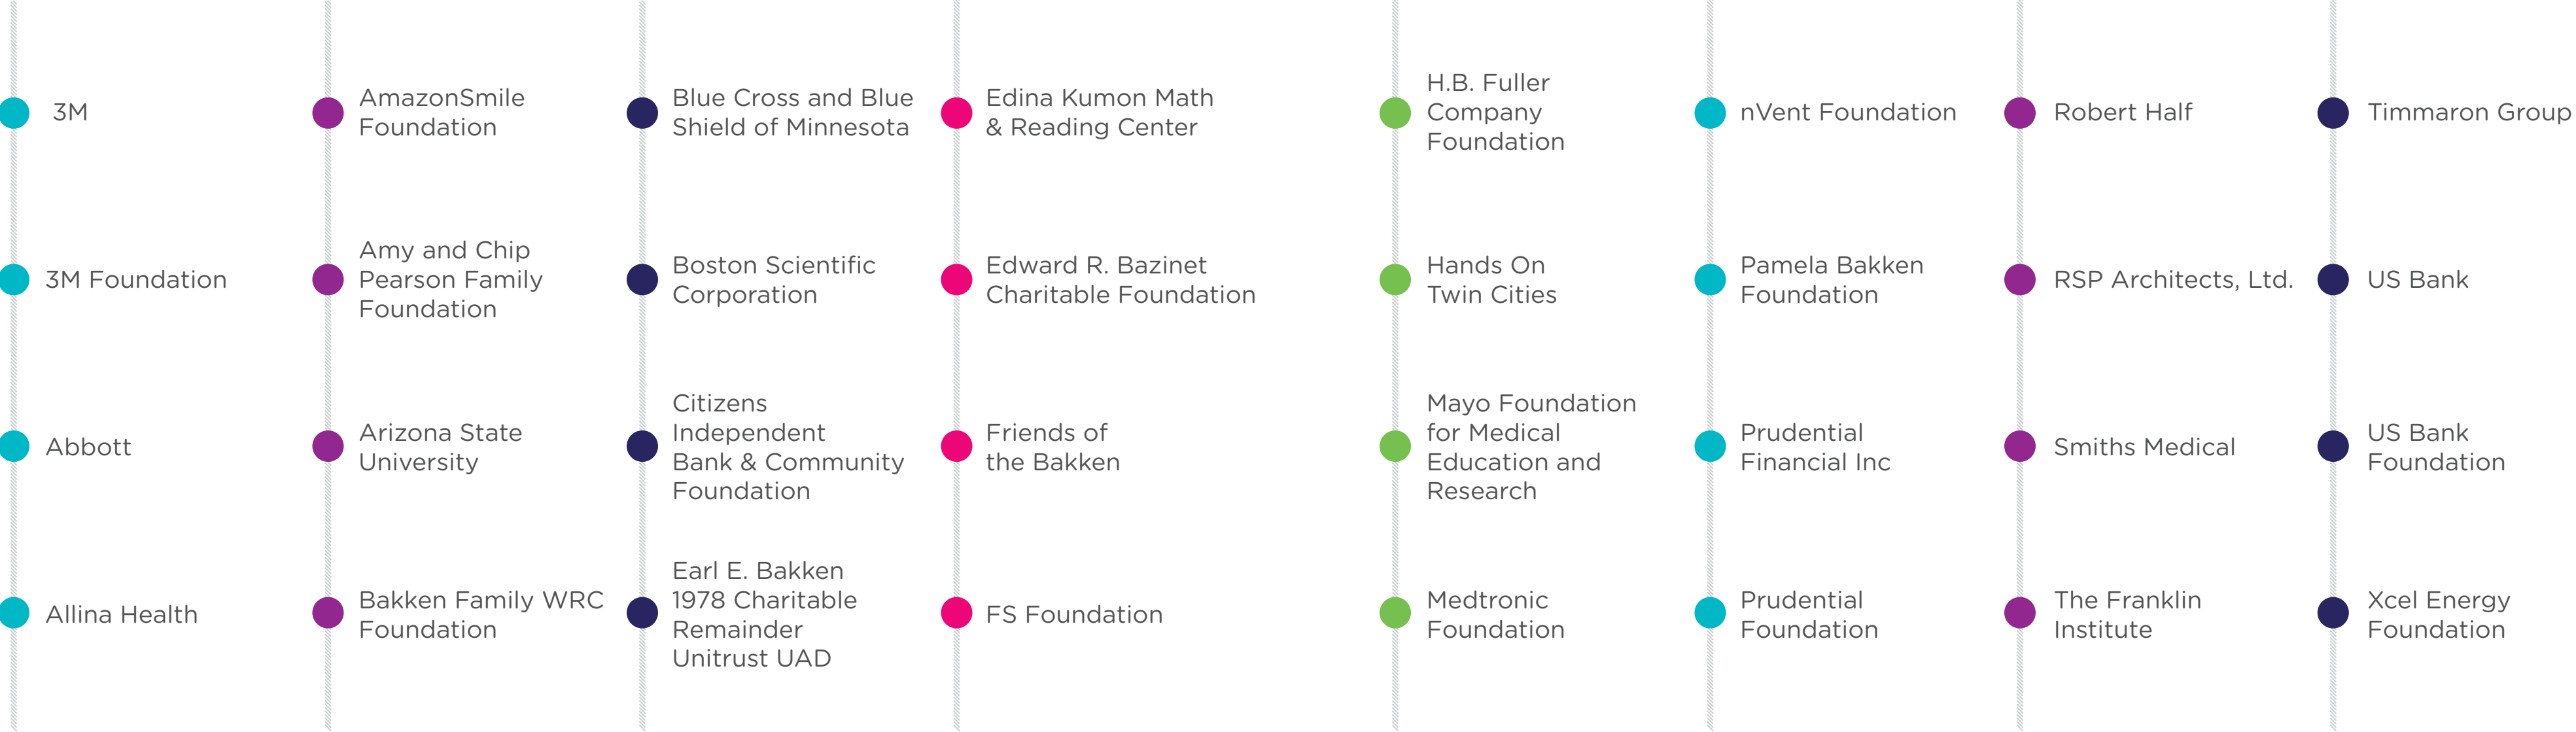 3M
3M Foundation
Abbott
Allina Health
AmazonSmile
Foundation
Amy and Chip
Pearson Family
Foundation
Arizona State
University
Bakken Family WRC
Foundation
Blue Cross and Blue
Shield of Minnesota
Boston Scientific
Corporation
Citizens
Independent
Bank & Community
Foundation
Earl E. Bakken
1978 Charitable
Remainder
Unitrust UAD
Edina Kumon Math
& Reading Center
Edward R. Bazinet
Charitable Foundation
Friends of
the Bakken
FS Foundation
H.B. Fuller
Company
Foundation
Hands On
Twin Cities
Mayo Foundation
for Medical
Education and
Research
Medtronic
Foundation
nVent Foundation
Pamela Bakken
Foundation
Prudential
Financial Inc
Prudential
Foundation
Robert Half
RSP Architects, Ltd.
Smiths Medical
The Franklin
Institute
Timmaron Group
US Bank
US Bank
Foundation
Xcel Energy
Foundation